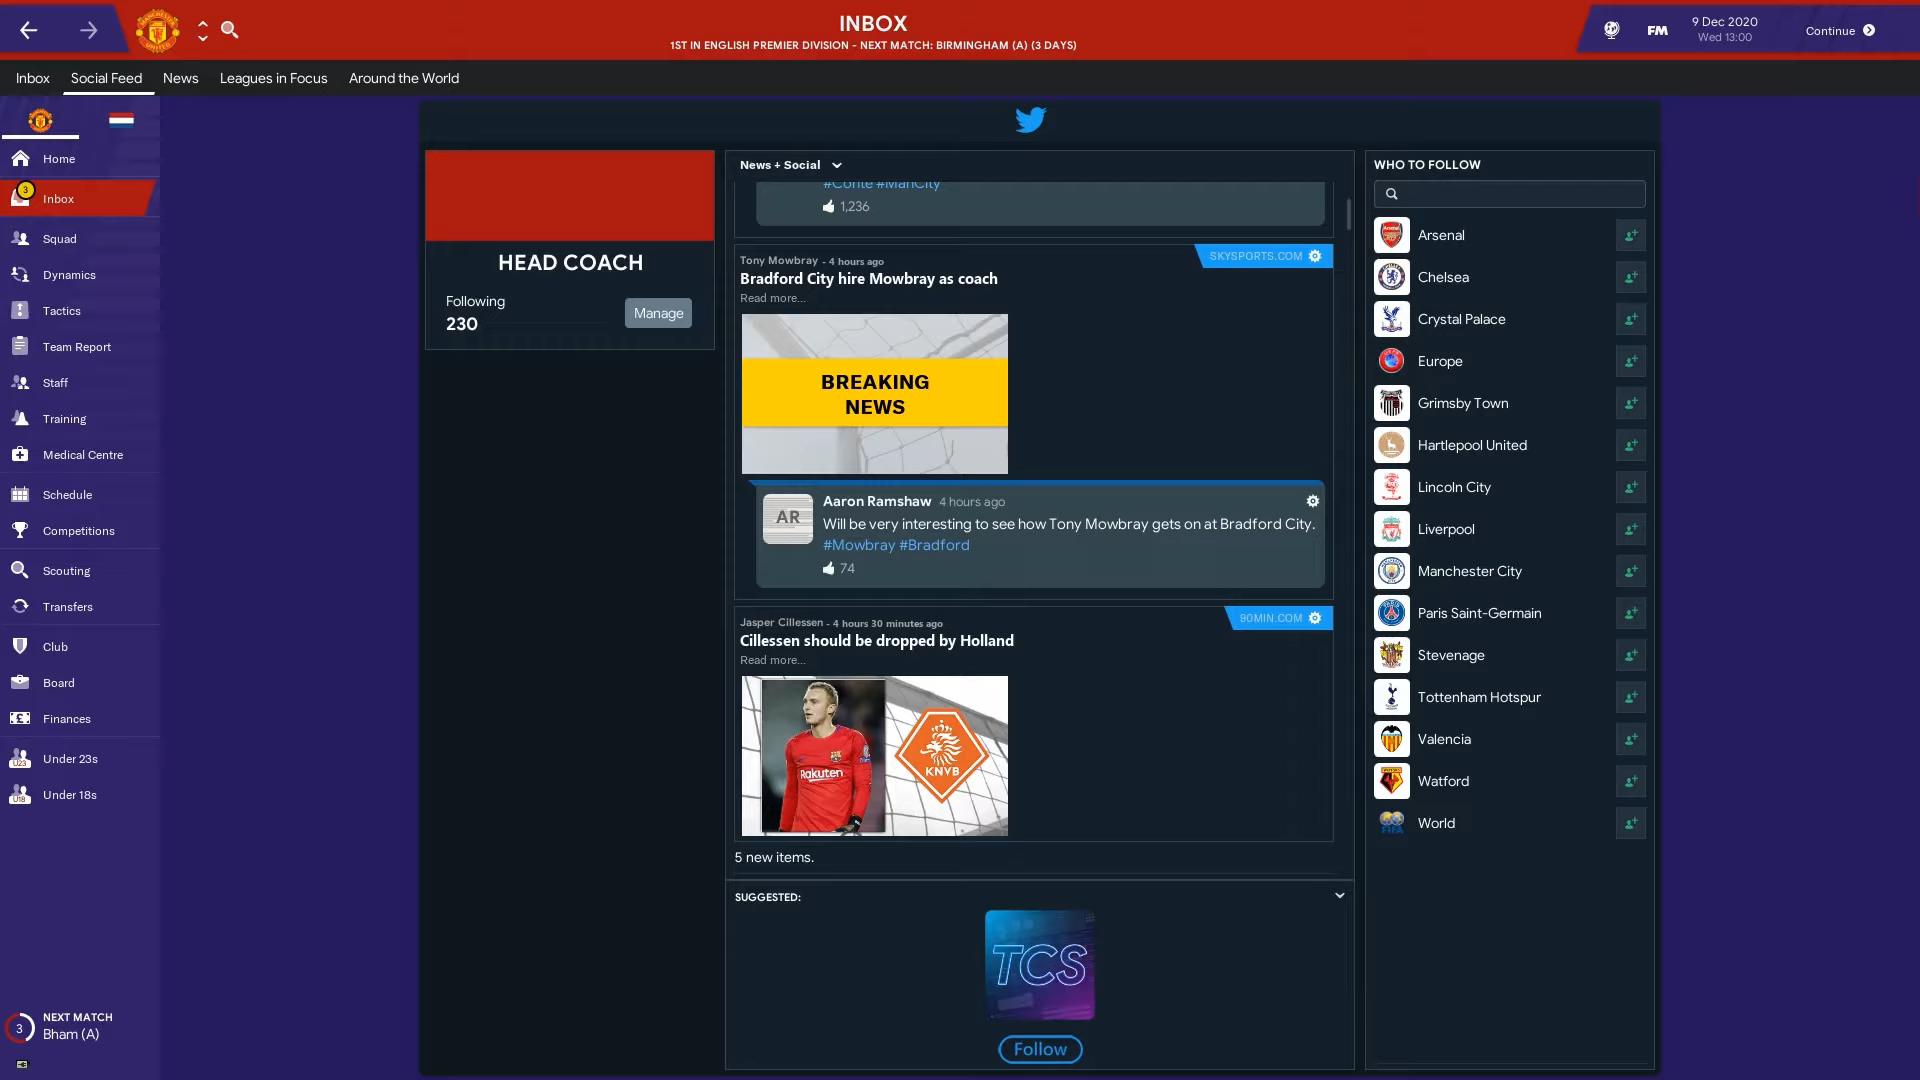 INBOX
1ST IN ENGLISH PREMIER DIVISION - NEXT MATCH: BIRMINGHAM (A) (3 DAYS)
FM
9 Dec 2020
Wed 13:00
Continue
Inbox
Social Feed
News
Leagues in Focus
Around the World
Home
3
Inbox
Squad
Dynamics
Tactics
Team Report
Staff
Training
Medical Centre
Schedule
Competitions
Scouting
Transfers
Club
Board
Finances
U23
Under 23s
U18
Under 18s
3
NEXT MATCH
Bham (A)
HEAD COACH
Following
230
Manage
News + Social
#Conte #ManCity
1,236
Tony Mowbray - 4 hours ago
SKYSPORTS.COM
Bradford City hire Mowbray as coach
Read more...
BREAKING
NEWS
AR
Aaron Ramshaw 4 hours ago
Will be very interesting to see how Tony Mowbray gets on at Bradford City.
#Mowbray #Bradford
74
Jasper Cillessen - 4 hours 30 minutes ago
90MIN.COM
Cillessen should be dropped by Holland
Read more...
Rakuten
KNVB
5 new items.
SUGGESTED:
TCS
Follow
WHO TO FOLLOW
Arsenal
Chelsea
Crystal Palace
Europe
Grimsby Town
Hartlepool United
Lincoln City
Liverpool
Manchester City
Paris Saint-Germain
Stevenage
Tottenham Hotspur
Valencia
Watford
FIFA
World